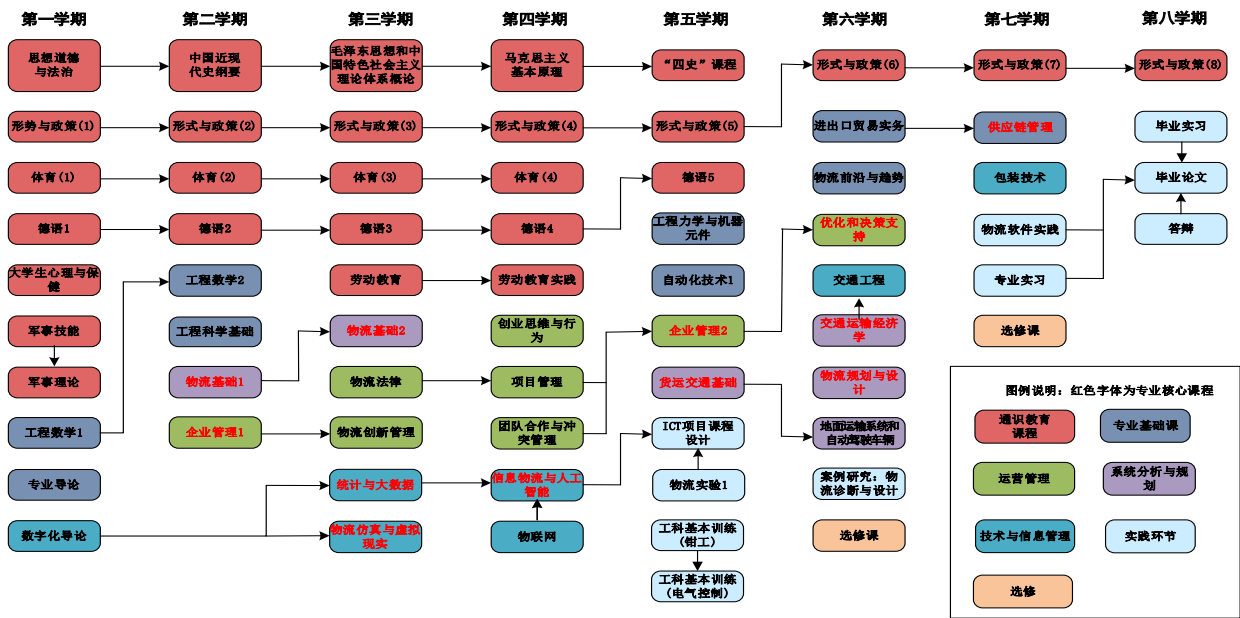 第一学期
第二学期
第三学期
第四学期
第五学期
第六学期
第七学期
第八学期
思想道德
与法治
中国近现
代史纲要
毛泽东思想和中
国特色社会主义
理论体系概论
马克思主义
基本原理
“四史”课程
形式与政策(6)
形式与政策(7)
形式与政策(8)
形势与政策(1)
形式与政策(2)
形式与政策(3)
形式与政策(4)
形式与政策(5)
进出口贸易实务
供应链管理
毕业实习
体育(1)
体育(2)
体育(3)
体育(4)
德语5
物流前沿与趋势
包装技术
毕业论文
德语1
德语2
德语3
德语4
工程力学与机器
元件
优化和决策支
持
物流软件实践
答辩
大学生心理与保
健
工程数学2
劳动教育
劳动教育实践
自动化技术1
交通工程
专业实习
军事技能
工程科学基础
物流基础2
创业思维与行
为
企业管理2
交通运输经济
学
选修课
军事理论
物流基础1
物流法律
项目管理
货运交通基础
物流规划与设
计
工程数学1
企业管理1
物流创新管理
团队合作与冲
突管理
ICT项目课程
设计
地面运输系统和
自动驾驶车辆
专业导论
统计与大数据
信息物流与人工
智能
物流实验1
案例研究：物
流诊断与设计
数字化导论
物流仿真与虚拟
现实
物联网
工科基本训练
（钳工）
选修课
工科基本训练
（电气控制）
图例说明：红色字体为专业核心课程
通识教育
课程
专业基础课
运营管理
系统分析与规
划
技术与信息管理
实践环节
选修